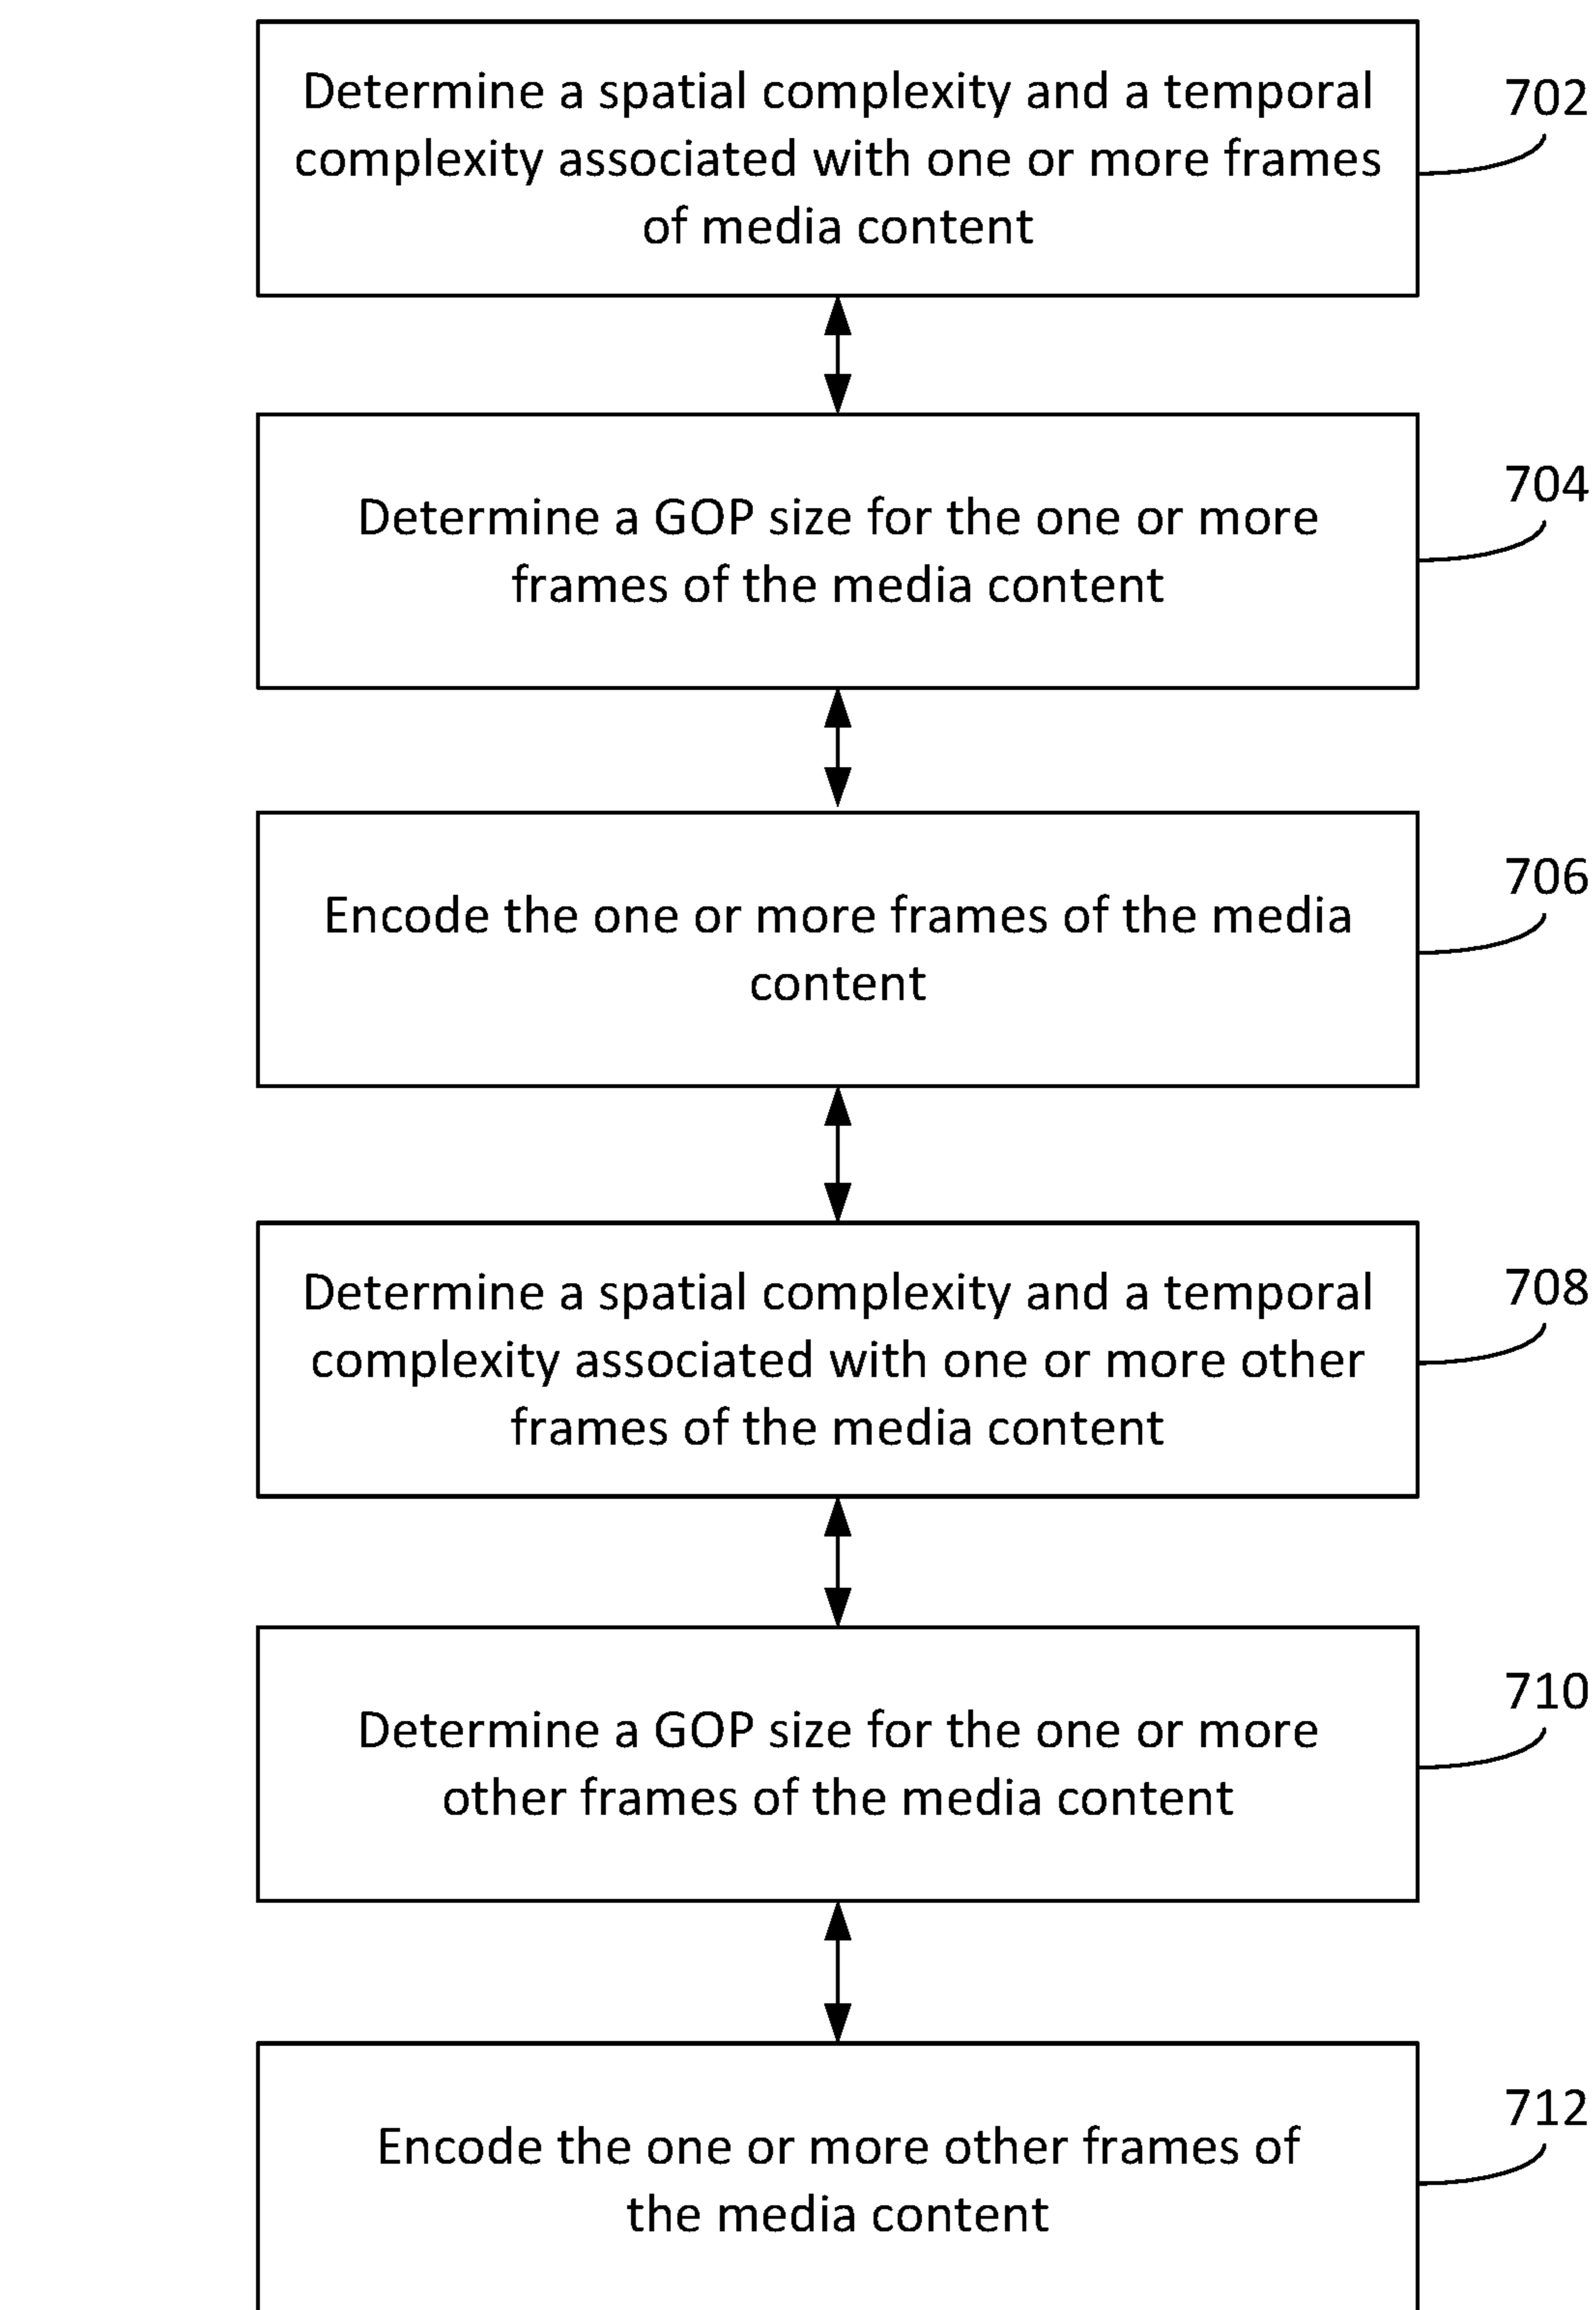 Determine a spatial complexity and a temporal
complexity associated with one or more frames
of media content
702
Determine a GOP size for the one or more
frames of the media content
704
Encode the one or more frames of the media
content
706
Determine a spatial complexity and a temporal
complexity associated with one or more other
frames of the media content
708
Determine a GOP size for the one or more
other frames of the media content
710
Encode the one or more other frames of
the media content
712